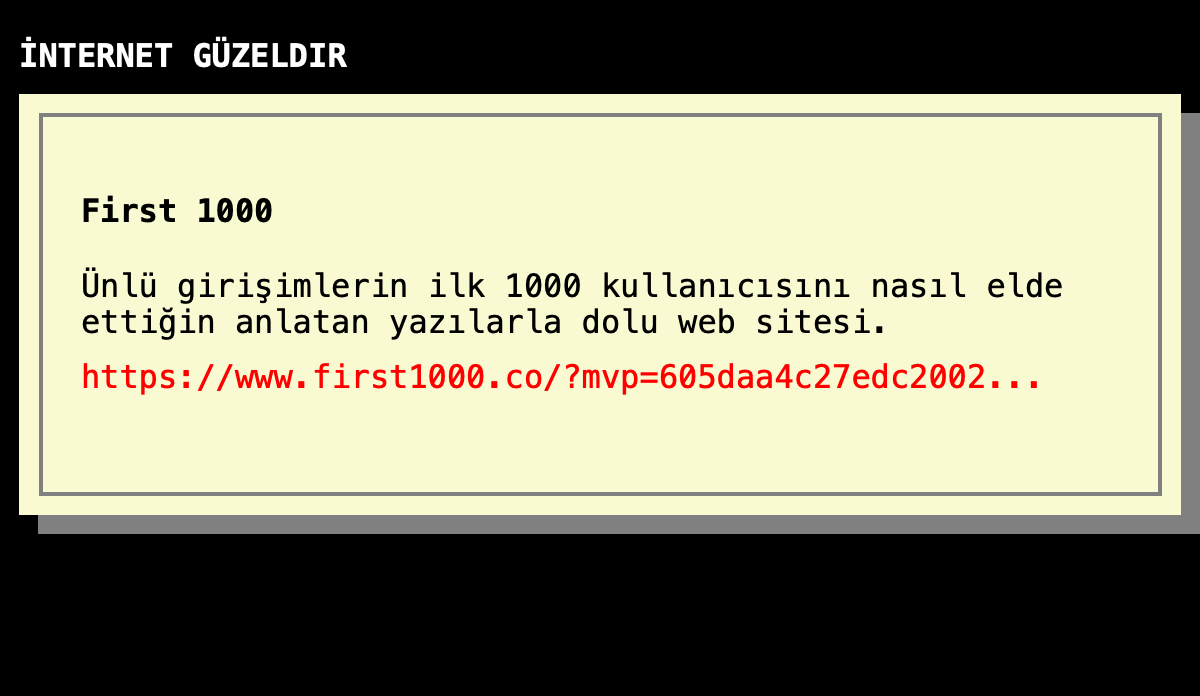 İNTERNET GÜZELDIR
First 1000
Ünlü girişimlerin ilk 1000 kullanıcısını nasıl elde
ettiğin anlatan yazılarla dolu web sitesi.
https://www.first1000.co/?mvp=605daa4c27edc2002...